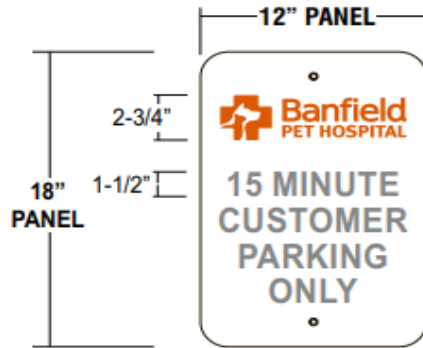 12” PANEL
2-3/4”
Banfield
PET HOSPITAL
1-1/2”
18”
PANEL
15 MINUTE
CUSTOMER
PARKING
ONLY